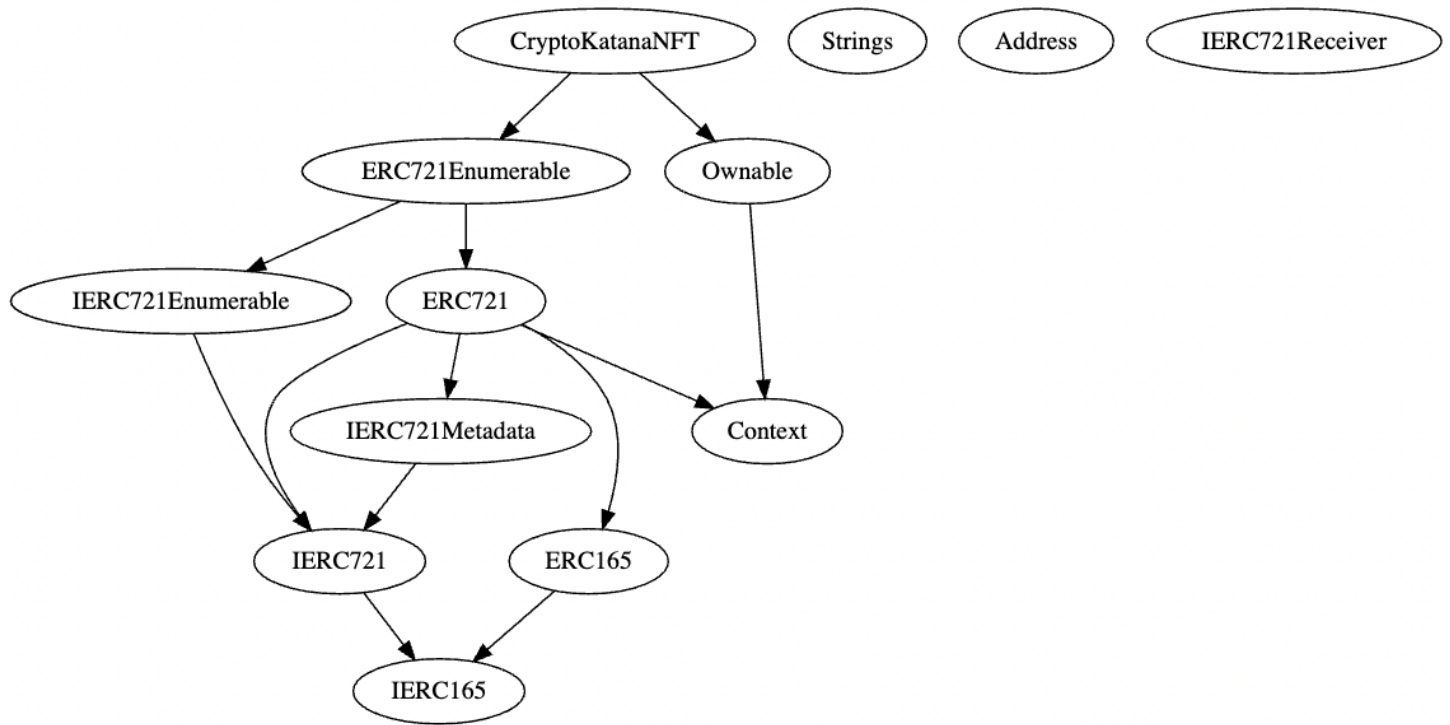 CryptoKatanaNFT
Strings
Address
IERC721Receiver
ERC721Enumerable
Ownable
IERC721Enumerable
ERC721
IERC721Metadata
Context
IERC721
ERC165
IERC165